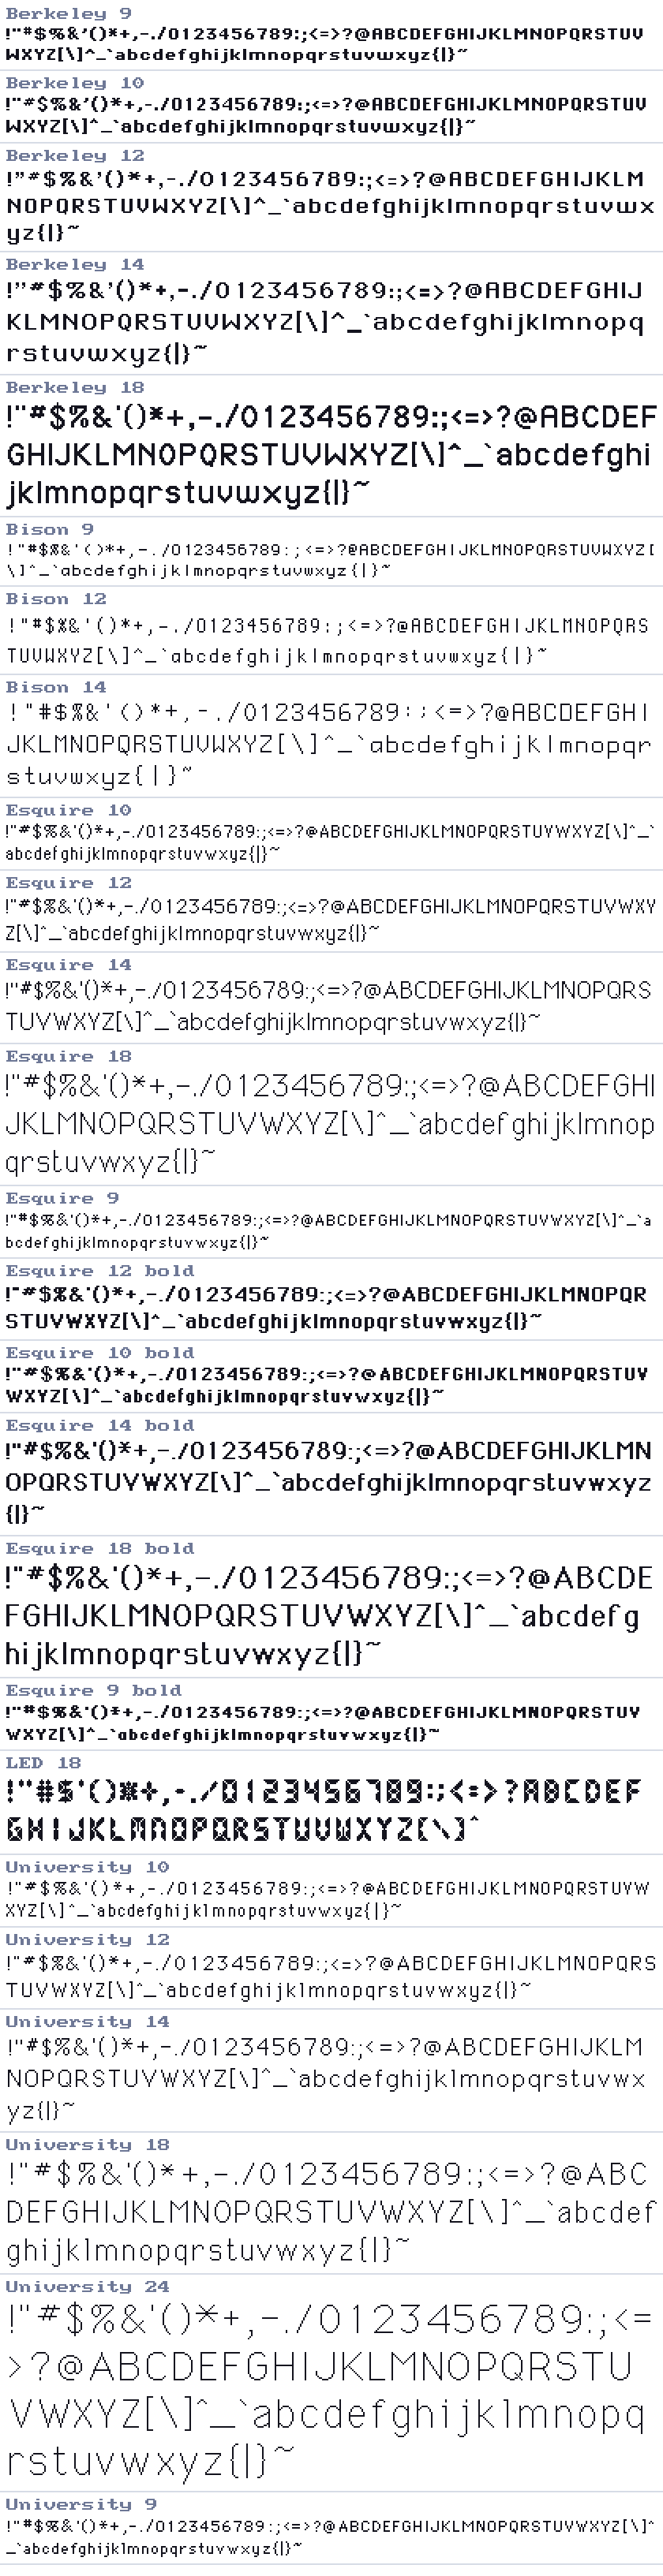 Berkeley 9
!"#$%&'()*+,-./0123456789:;<=>?@ABCDEFGHIJKLMNOPQRSTUV
WXYZ[\]^_`abcdefghijklmnopqrstuvwxyz{|}~
Berkeley 10
!"#$%&'()*+,-./0123456789:;<=>?@ABCDEFGHIJKLMNOPQRSTUV
WXYZ[\]^_`abcdefghijklmnopqrstuvwxyz{|}~
Berkeley 12
!"#$%&'()*+,-./0123456789:;<=>?@ABCDEFGHIJKLM
NOPQRSTUVWXYZ[\]^_`abcdefghijklmnopqrstuvwx
yz{|}~
Berkeley 14
!"#$%&'()*+,-./0123456789:;<=>?@ABCDEFGHIJ
KLMNOPQRSTUVWXYZ[\]^_`abcdefghijklmnopq
rstuvwxyz{|}~
Berkeley 18
!"#$%&'()*+,-./0123456789:;<=>?@ABCDEF
GHIJKLMNOPQRSTUVWXYZ[\]^_`abcdefghi
jklmnopqrstuvwxyz{|}~
Bison 9
!"#$%&'()*+,-./0123456789:;<=>?@ABCDEFGHIJKLMNOPQRSTUVWXYZ[
\]^_`abcdefghijklmnopqrstuvwxyz{|}~
Bison 12
!"#$%&'()*+,-./0123456789:;<=>?@ABCDEFGHIJKLMNOPQRS
TUVWXYZ[\]^_`abcdefghijklmnopqrstuvwxyz{|}~
Bison 14
!"#$%&'()*+,-./0123456789:;<=>?@ABCDEFGHI
JKLMNOPQRSTUVWXYZ[\]^_`abcdefghijklmnopqr
stuvwxyz{|}~
Esquire 10
!"#$%&'()*+,-./0123456789:;<=>?@ABCDEFGHIJKLMNOPQRSTUVWXYZ[\]^_`
abcdefghijklmnopqrstuvwxyz{|}~
Esquire 12
!"#$%&'()*+,-./0123456789:;<=>?@ABCDEFGHIJKLMNOPQRSTUVWXY
Z[\]^_`abcdefghijklmnopqrstuvwxyz{|}~
Esquire 14
!"#$%&'()*+,-./0123456789:;<=>?@ABCDEFGHIJKLMNOPQRS
TUVWXYZ[\]^_`abcdefghijklmnopqrstuvwxyz{|}~
Esquire 18
!"#$%&'()*+,-./0123456789:;<=>?@ABCDEFGHI
JKLMNOPQRSTUVWXYZ[\]^_`abcdefghijklmnop
qrstuvwxyz{|}~
Esquire 9
!"#$%&'()*+,-./0123456789:;<=>?@ABCDEFGHIJKLMNOPQRSTUVWXYZ[\]^_`a
bcdefghijklmnopqrstuvwxyz{|}~
Esquire 12 bold
!"#$%&'()*+,-./0123456789:;<=>?@ABCDEFGHIJKLMNOPQR
STUVWXYZ[\]^_`abcdefghijklmnopqrstuvwxyz{|}~
Esquire 10 bold
!"#$%&'()*+,-./0123456789:;<=>?@ABCDEFGHIJKLMNOPQRSTUV
WXYZ[\]^_`abcdefghijklmnopqrstuvwxyz{|}~
Esquire 14 bold
!"#$%&'()*+,-./0123456789:;<=>?@ABCDEFGHIJKLMN
OPQRSTUVWXYZ[\]^_`abcdefghijklmnopqrstuvwxyz
{|}~
Esquire 18 bold
!"#$%&'()*+,-./0123456789:;<=>?@ABCDE
FGHIJKLMNOPQRSTUVWXYZ[\]^_`abcdefg
hijklmnopqrstuvwxyz{|}~
Esquire 9 bold
!"#$%&'()*+,-./0123456789:;<=>?@ABCDEFGHIJKLMNOPQRSTUV
WXYZ[\]^_`abcdefghijklmnopqrstuvwxyz{|}~
LED 18
!"#$'()*+,-./0123456789:;<=>?ABCDEF
GHIJKLMNOPQRSTUVWXYZ[\]^
University 10
!"#$%&'()*+,-./0123456789:;<=>?@ABCDEFGHIJKLMNOPQRSTUVW
XYZ[\]^_`abcdefghijklmnopqrstuvwxyz{|}~
University 12
!"#$%&'()*+,-./0123456789:;<=>?@ABCDEFGHIJKLMNOPQRS
TUVWXYZ[\]^_`abcdefghijklmnopqrstuvwxyz{|}~
University 14
!"#$%&'()*+,-./0123456789:;<=>?@ABCDEFGHIJKLM
NOPQRSTUVWXYZ[\]^_`abcdefghijklmnopqrstuvwx
yz{|}~
University 18
!"#$%&'()*+,-./0123456789:;<=>?@ABC
DEFGHIJKLMNOPQRSTUVWXYZ[\]^_`abcdef
ghijklmnopqrstuvwxyz{|}~
University 24
!"#$%&'()*+,-./0123456789:;<=
>?@ABCDEFGHIJKLMNOPQRSTU
VWXYZ[\]^_`abcdefghijklmnopq
rstuvwxyz{|}~
University 9
!"#$%&'()*+,-./0123456789:;<=>?@ABCDEFGHIJKLMNOPQRSTUVWXYZ[\]^
_`abcdefghijklmnopqrstuvwxyz{|}~